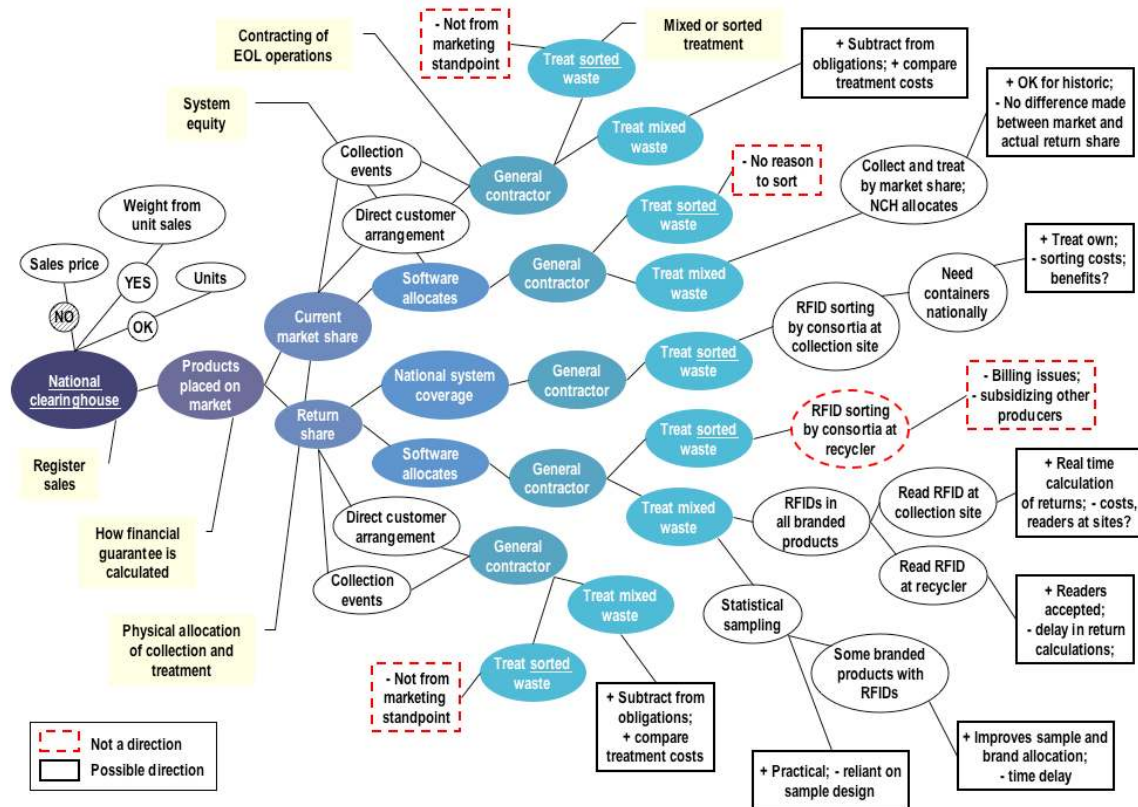 Contracting of
EOL operations
- Not from
marketing
standpoint
Mixed or sorted
treatment
Treat sorted
waste
+ Subtract from
obligations; +
compare
treatment costs
+ OK for historic;
- No difference made
between market and
actual return share
System
equity
Treat mixed
waste
Collection
events
General
contractor
- No reason
to sort
Collect and treat
by market share;
NCH allocates
Weight from
unit sales
Direct customer
arrangement
Treat sorted
waste
Sales price
YES
Units
Software
allocates
General
contractor
Treat mixed
waste
+ Treat own;
- sorting costs;
benefits?
Need
containers
nationally
NO
OK
Current
market share
RFID sorting
by consortia at
collection site
Treat sorted
waste
National
clearinghouse
Products
placed on
market
National system
coverage
General
contractor
- Billing issues;
- subsidizing other
producers
Return
share
Treat sorted
waste
RFID sorting
by consortia at
recycler
Software
allocates
General
contractor
Register
sales
Treat mixed
waste
RFIDs in
all branded
products
Read RFID at
collection site
+ Real time
calculation
of returns; - costs,
readers at sites?
Direct customer
arrangement
How financial
guarantee is
calculated
General
contractor
Read RFID
at recycler
Collection
events
Treat mixed
waste
Statistical
sampling
+ Readers
accepted;
- delay in return
calculations;
Physical allocation
of collection and
treatment
Treat sorted
waste
Some branded
products with
RFIDs
- Not from
marketing
standpoint
+ Subtract from
obligations;
+ compare
treatment costs
Not a direction
Possible direction
+ Practical; - reliant on
sample design
+ Improves sample and
brand allocation;
- time delay